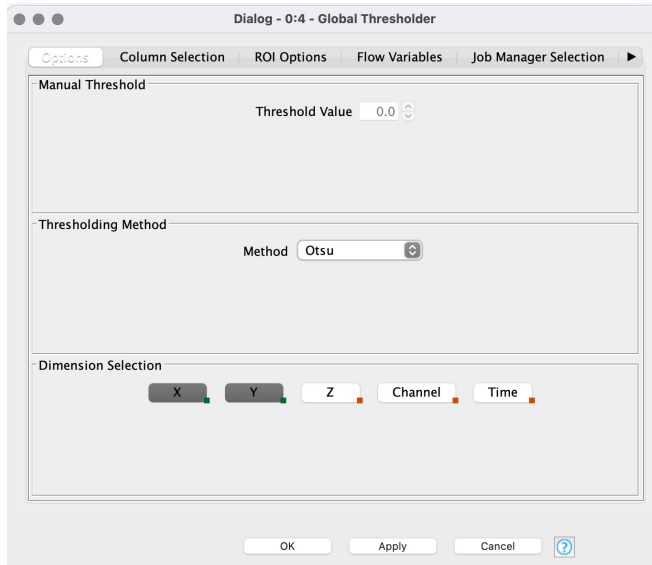 Dialog - 0:4 - Global Thresholder
Options Column Selection ROI Options Flow Variables Job Manager Selection
Manual Threshold
Threshold Value 0.0
Thresholding Method
Method Otsu
Dimension Selection
X Y Z Channel Time
OK Apply Cancel ?